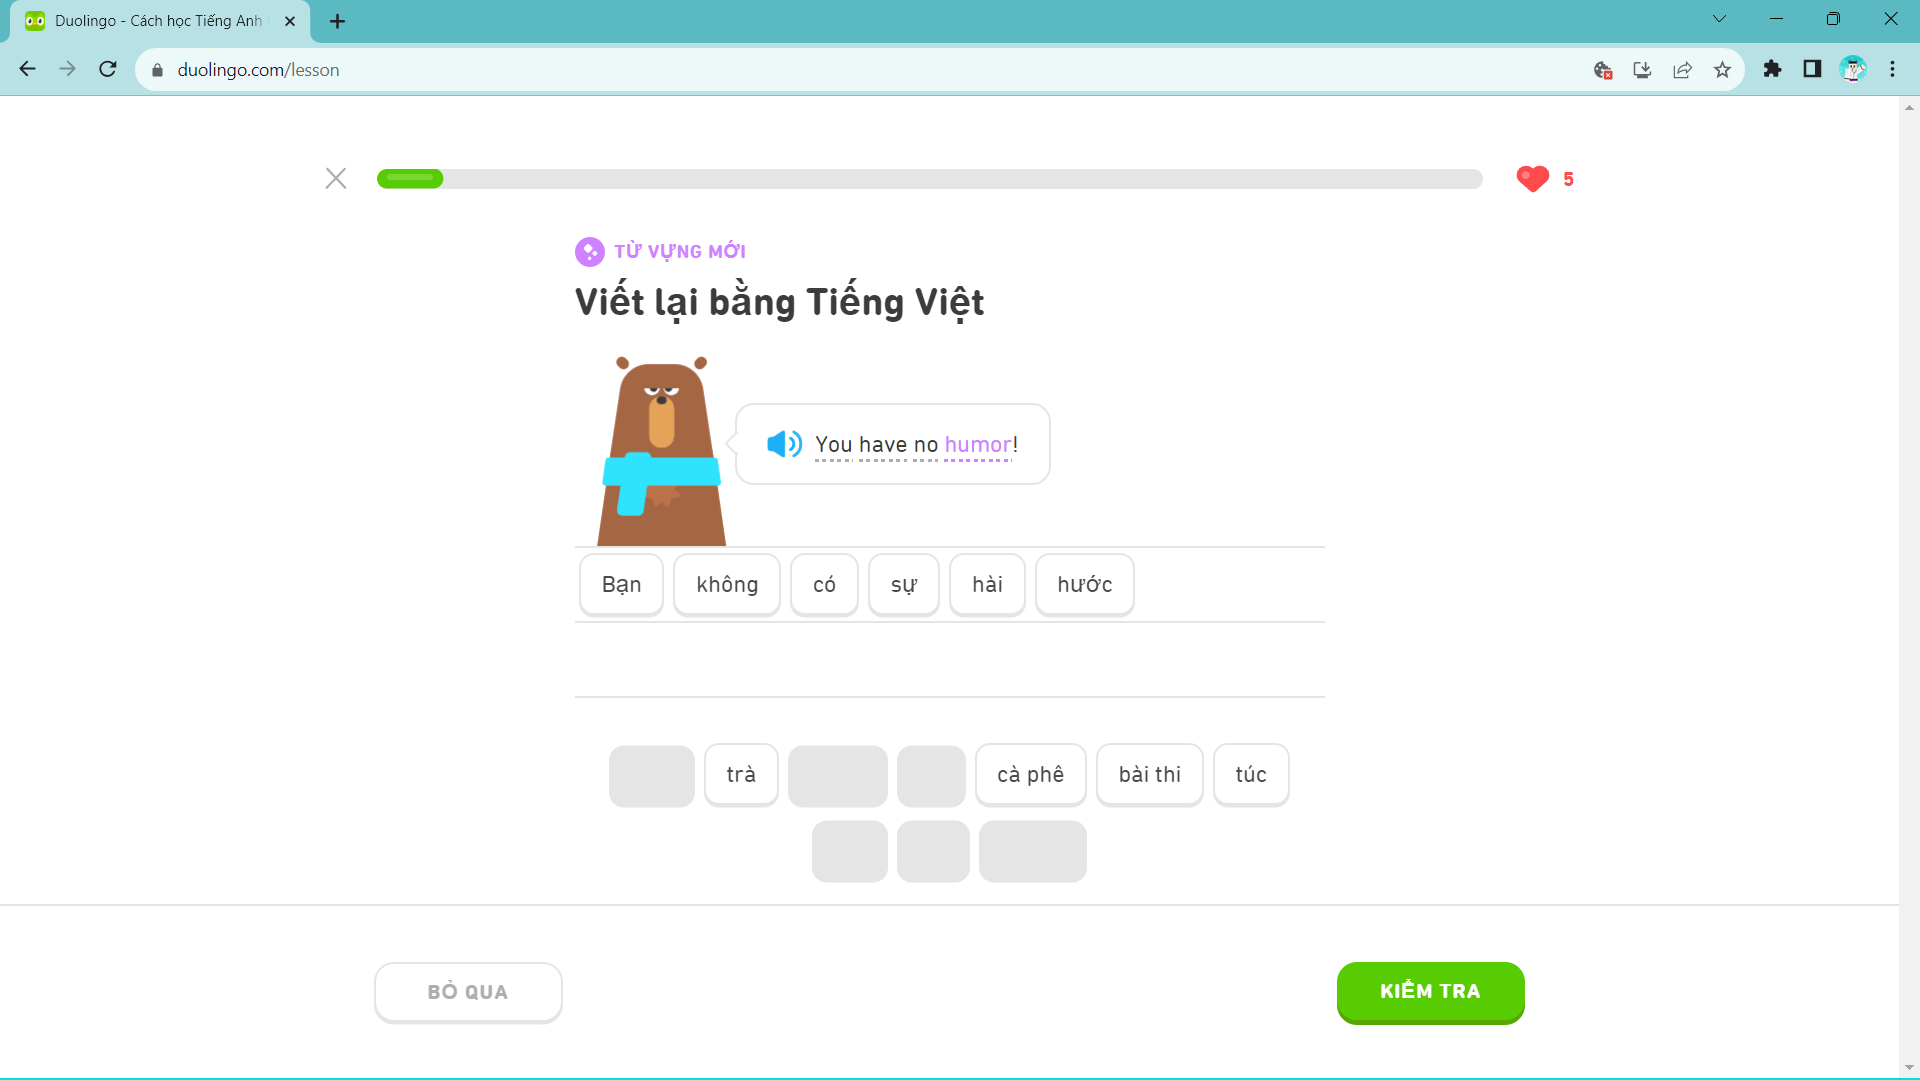 Duolingo - Cách học Tiếng Anh
duolingo.com/lesson
5
TỪ VỰNG MỚI
Viết lại bằng Tiếng Việt
You have no humor!
Bạn không có sự hài hước
trà cà phê bài thi túc
BỎ QUA KIỂM TRA